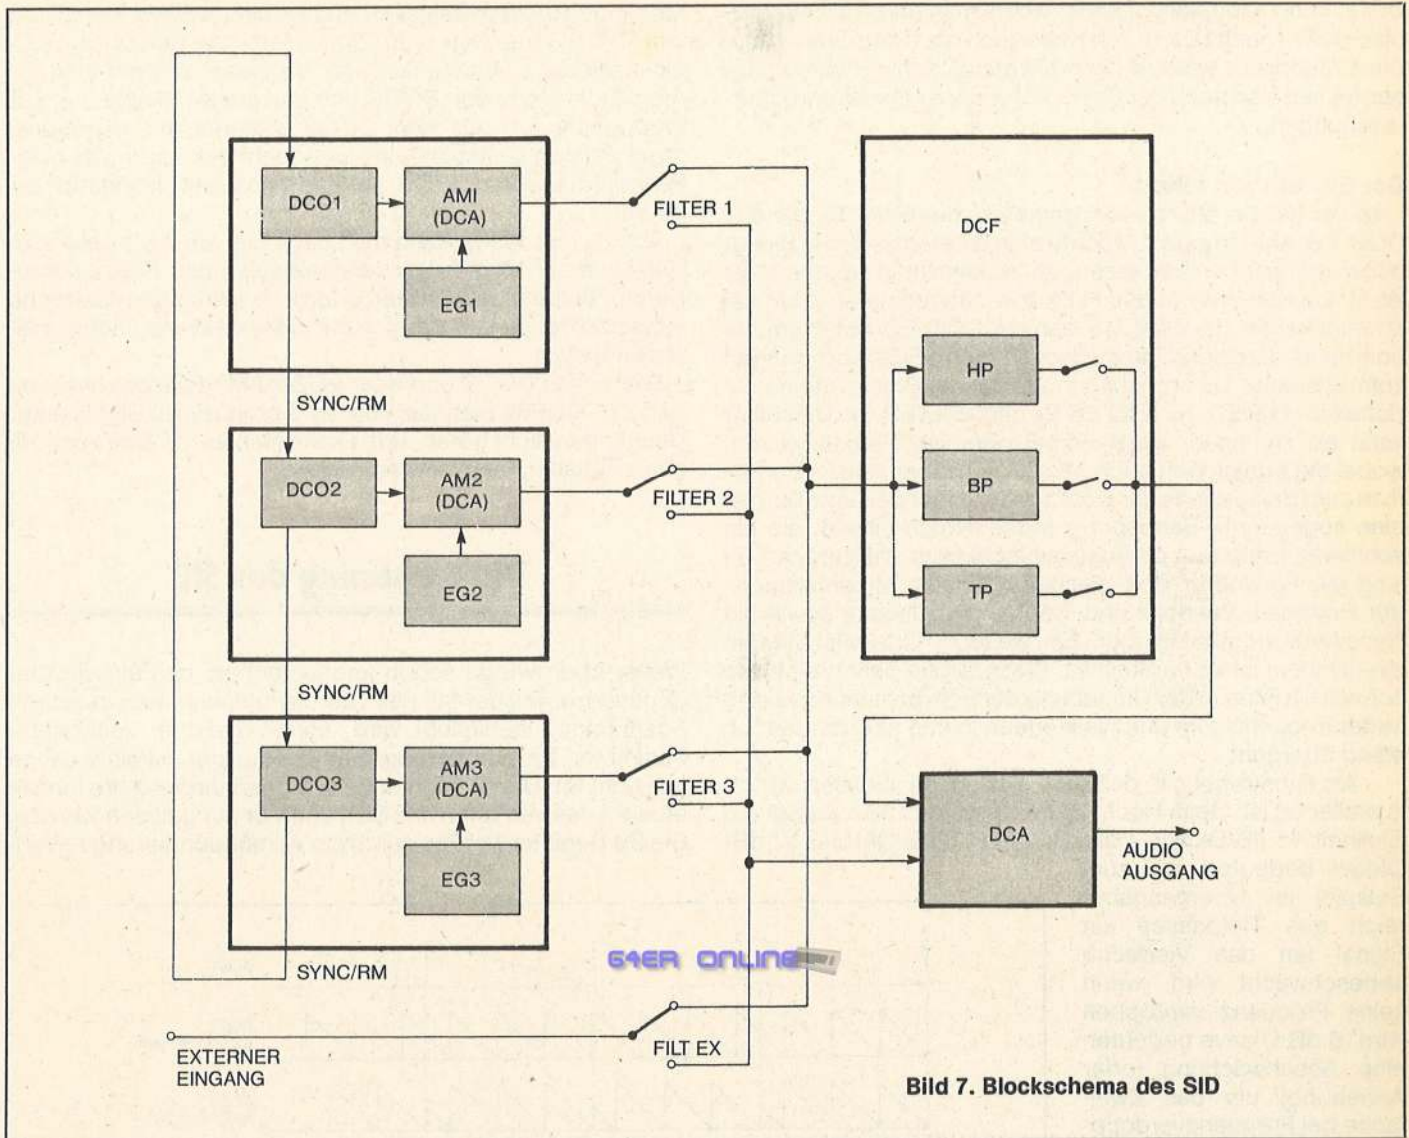 DCO1
AM1
(DCA)
EG1
FILTER 1
SYNC/RM
DCO2
AM2
(DCA)
EG2
FILTER 2
SYNC/RM
DCO3
AM3
(DCA)
EG3
FILTER 3
SYNC/RM
EXTERNER
EINGANG
FILT EX
DCF
HP
BP
TP
DCA
AUDIO
AUSGANG
64ER ONLINE
Bild 7. Blockschema des SID